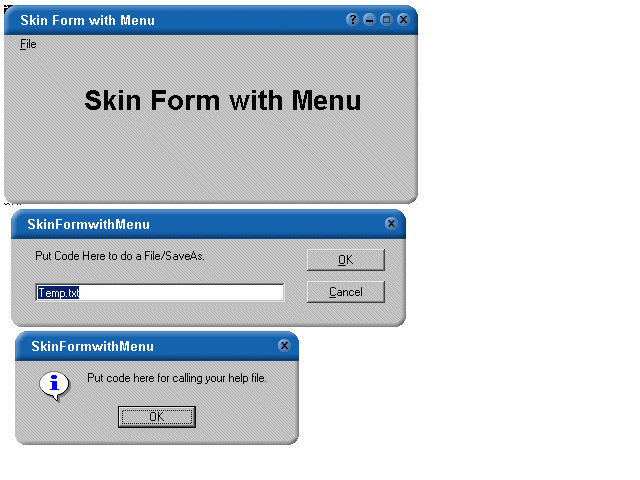 Skin Form with Menu
File
Skin Form with Menu
SkinFormwithMenu
Put Code Here to do a File/SaveAs.
OK
Temp.txt
Cancel
SkinFormwithMenu
Put code here for calling your help file.
OK